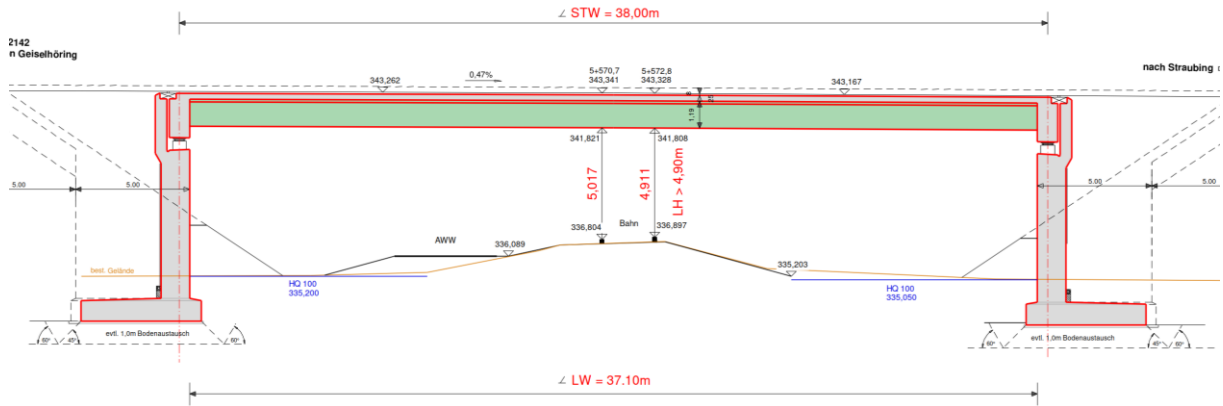 ∠ STW = 38,00m
2142
n Geiselhöring
nach Straubing
343,262
0,47%
5+570,7
343,341
5+572,8
343,328
343,167
8
25
1,19
341,821
341,808
5,017
4,911
LH > 4,90m
5.00
5.00
5.00
5.00
336,804
Bahn
336,897
AWW
336,089
335,203
best. Gelände
HQ 100
335,200
HQ 100
335,050
evtl. 1,0m Bodenaustausch
evtl. 1,0m Bodenaustausch
60°
45°
60°
60°
45°
60°
∠ LW = 37.10m